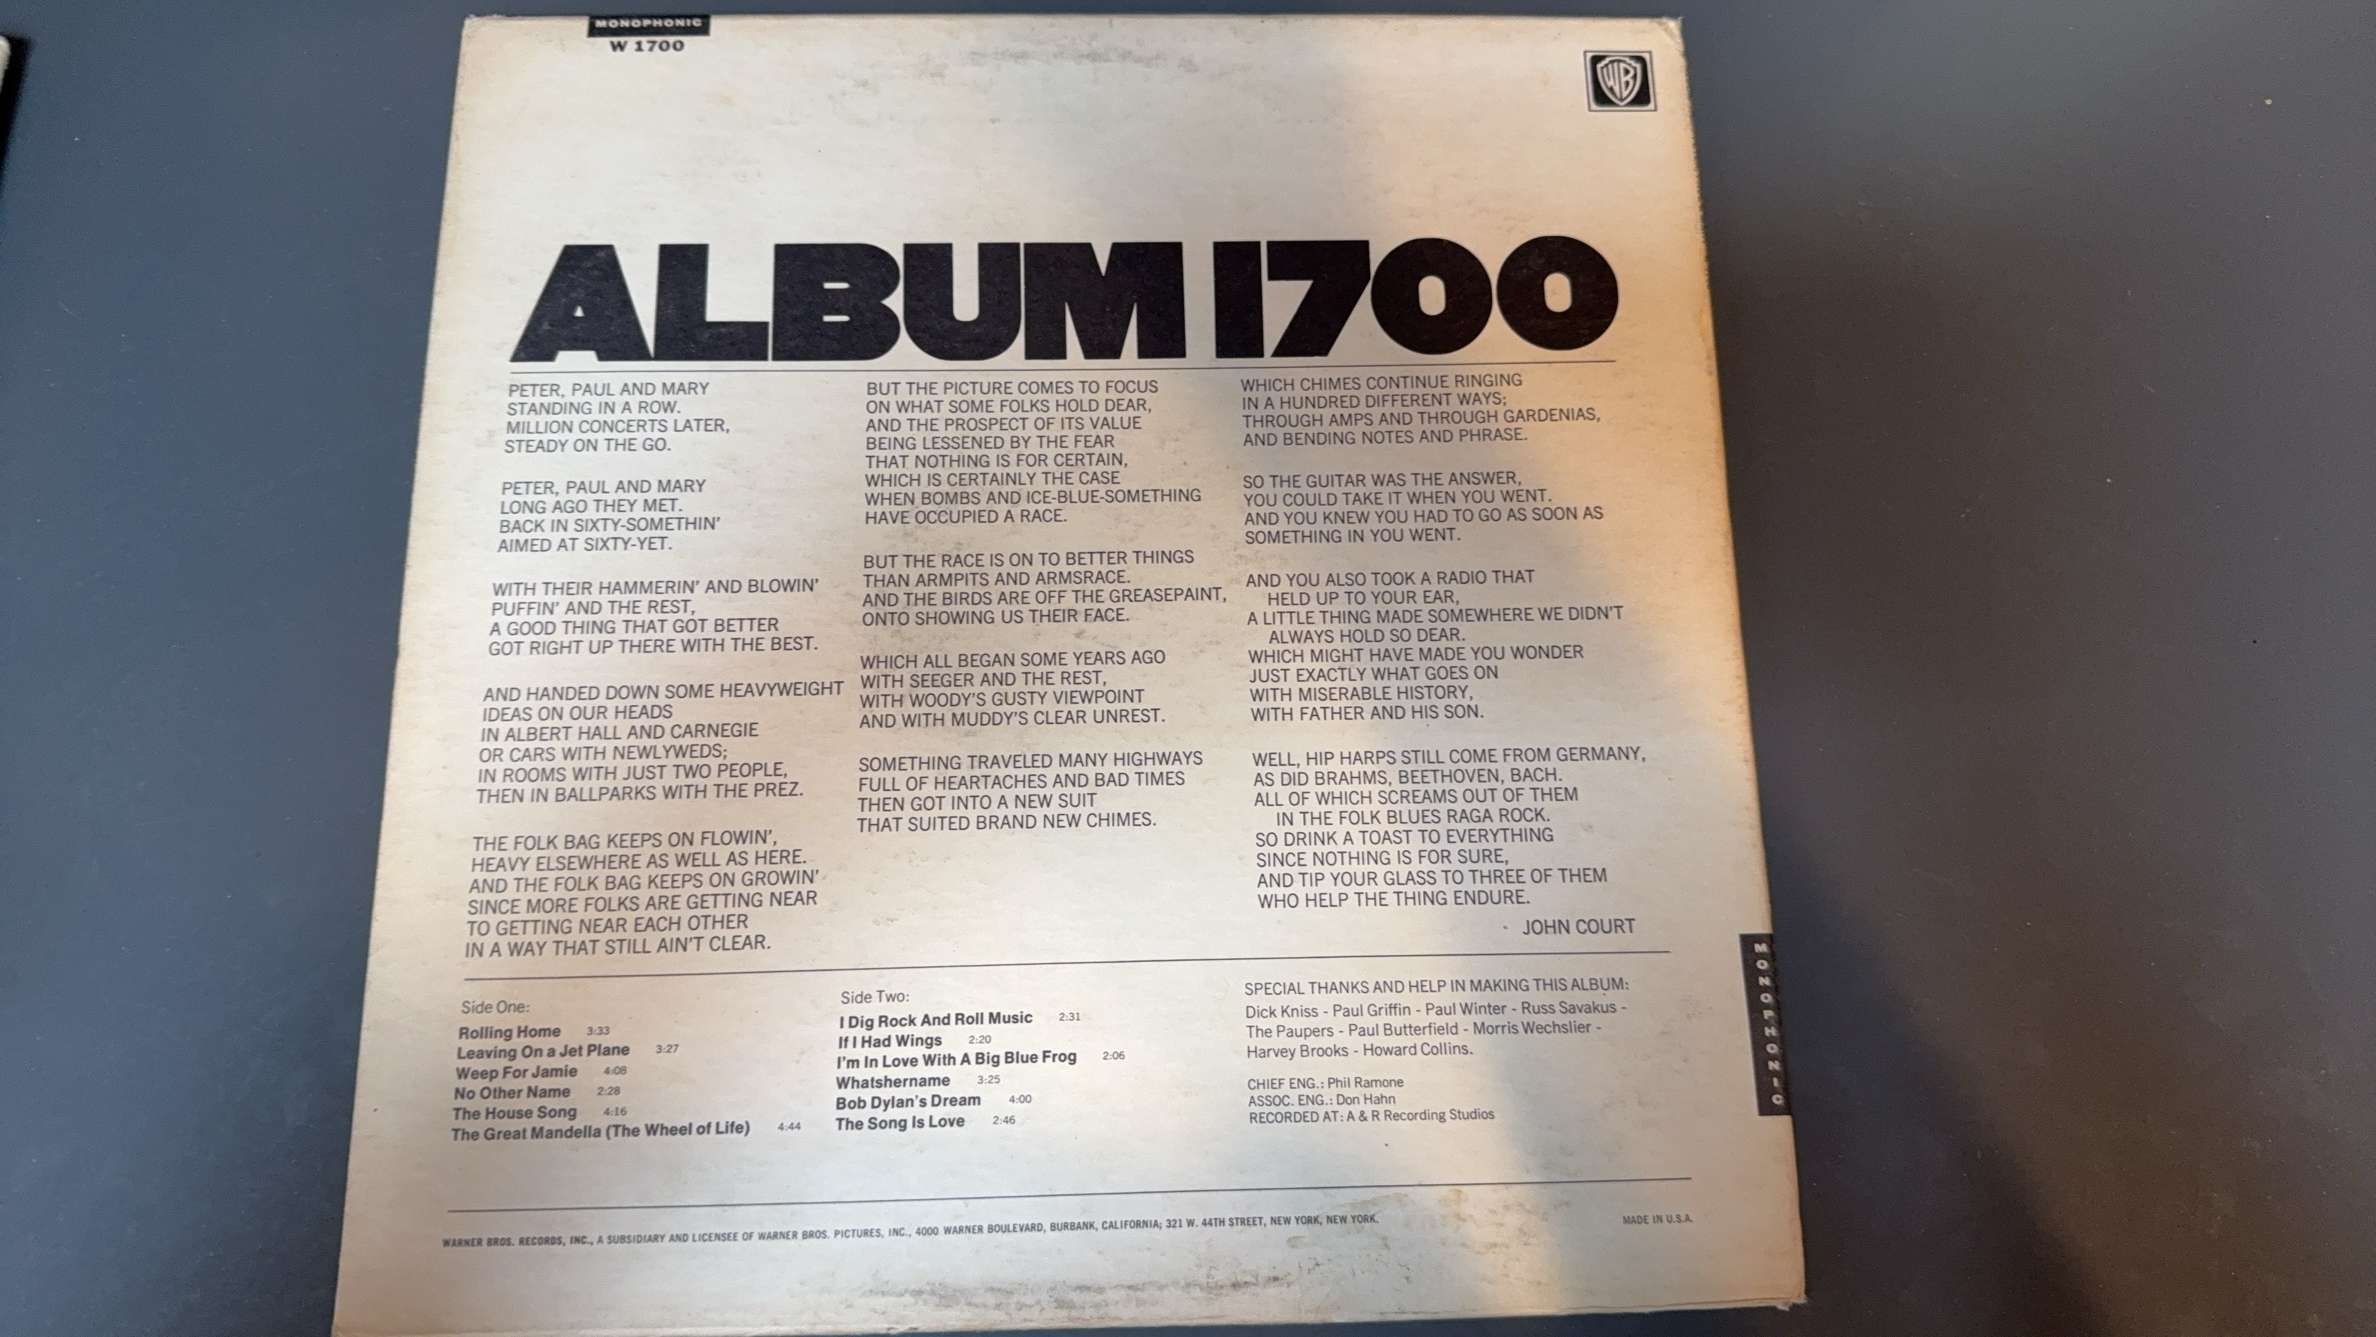 MONOPHONIC
W 1700
WB
ALBUM 1700
PETER, PAUL AND MARY
STANDING IN A ROW.
MILLION CONCERTS LATER,
STEADY ON THE GO.
PETER, PAUL AND MARY
LONG AGO THEY MET.
BACK IN SIXTY-SOMETHIN'
AIMED AT SIXTY-YET.
WITH THEIR HAMMERIN' AND BLOWIN'
PUFFIN' AND THE REST,
A GOOD THING THAT GOT BETTER
GOT RIGHT UP THERE WITH THE BEST.
AND HANDED DOWN SOME HEAVYWEIGHT
IDEAS ON OUR HEADS
IN ALBERT HALL AND CARNEGIE
OR CARS WITH NEWLYWEDS;
IN ROOMS WITH JUST TWO PEOPLE,
THEN IN BALLPARKS WITH THE PREZ.
THE FOLK BAG KEEPS ON FLOWIN',
HEAVY ELSEWHERE AS WELL AS HERE.
AND THE FOLK BAG KEEPS ON GROWIN'
SINCE MORE FOLKS ARE GETTING NEAR
TO GETTING NEAR EACH OTHER
IN A WAY THAT STILL AIN'T CLEAR.
BUT THE PICTURE COMES TO FOCUS
ON WHAT SOME FOLKS HOLD DEAR,
AND THE PROSPECT OF ITS VALUE
BEING LESSENED BY THE FEAR
THAT NOTHING IS FOR CERTAIN,
WHICH IS CERTAINLY THE CASE
WHEN BOMBS AND ICE-BLUE-SOMETHING
HAVE OCCUPIED A RACE.
BUT THE RACE IS ON TO BETTER THINGS
THAN ARMPITS AND ARMSRACE.
AND THE BIRDS ARE OFF THE GREASEPAINT,
ONTO SHOWING US THEIR FACE.
WHICH ALL BEGAN SOME YEARS AGO
WITH SEEGER AND THE REST,
WITH WOODY'S GUSTY VIEWPOINT
AND WITH MUDDY'S CLEAR UNREST.
SOMETHING TRAVELED MANY HIGHWAYS
FULL OF HEARTACHES AND BAD TIMES
THEN GOT INTO A NEW SUIT
THAT SUITED BRAND NEW CHIMES.
WHICH CHIMES CONTINUE RINGING
IN A HUNDRED DIFFERENT WAYS;
THROUGH AMPS AND THROUGH GARDENIAS,
AND BENDING NOTES AND PHRASE.
SO THE GUITAR WAS THE ANSWER,
YOU COULD TAKE IT WHEN YOU WENT.
AND YOU KNEW YOU HAD TO GO AS SOON AS
SOMETHING IN YOU WENT.
AND YOU ALSO TOOK A RADIO THAT
HELD UP TO YOUR EAR,
A LITTLE THING MADE SOMEWHERE WE DIDN'T
ALWAYS HOLD SO DEAR.
WHICH MIGHT HAVE MADE YOU WONDER
JUST EXACTLY WHAT GOES ON
WITH MISERABLE HISTORY,
WITH FATHER AND HIS SON.
WELL, HIP HARPS STILL COME FROM GERMANY,
AS DID BRAHMS, BEETHOVEN, BACH.
ALL OF WHICH SCREAMS OUT OF THEM
IN THE FOLK BLUES RAGA ROCK.
SO DRINK A TOAST TO EVERYTHING
SINCE NOTHING IS FOR SURE,
AND TIP YOUR GLASS TO THREE OF THEM
WHO HELP THE THING ENDURE.
- JOHN COURT
Side One:
Rolling Home 3:33
Leaving On a Jet Plane 3:27
Weep For Jamie 4:08
No Other Name 2:28
The House Song 4:16
The Great Mandella (The Wheel of Life) 4:44
Side Two:
I Dig Rock And Roll Music 2:31
If I Had Wings 2:20
I'm In Love With A Big Blue Frog 2:06
Whatshername 3:25
Bob Dylan's Dream 4:00
The Song Is Love 2:46
SPECIAL THANKS AND HELP IN MAKING THIS ALBUM:
Dick Kniss - Paul Griffin - Paul Winter - Russ Savakus -
The Paupers - Paul Butterfield - Morris Wechslier -
Harvey Brooks - Howard Collins.
CHIEF ENG.: Phil Ramone
ASSOC. ENG.: Don Hahn
RECORDED AT: A & R Recording Studios
MONOPHONIC
WARNER BROS. RECORDS, INC., A SUBSIDIARY AND LICENSEE OF WARNER BROS. PICTURES, INC., 4000 WARNER BOULEVARD, BURBANK, CALIFORNIA; 321 W. 44TH STREET, NEW YORK, NEW YORK.
MADE IN U.S.A.